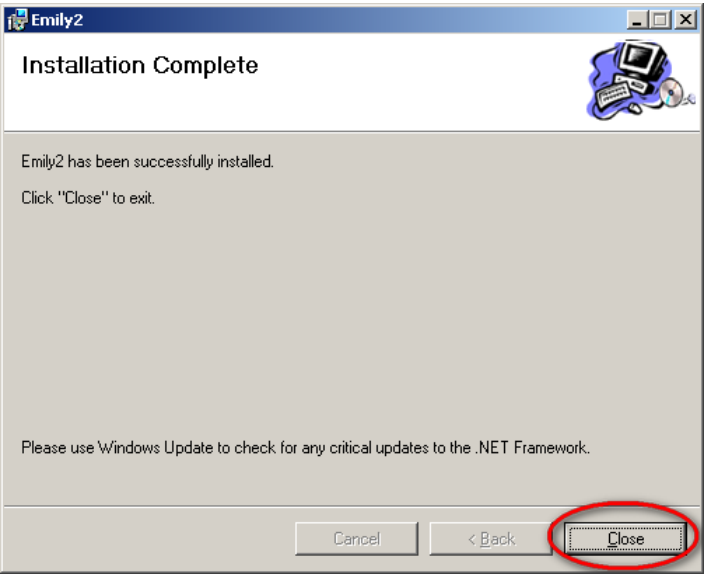 Emily2
Installation Complete
Emily2 has been successfully installed.
Click "Close" to exit.
Please use Windows Update to check for any critical updates to the .NET Framework.
Cancel
< Back
Close